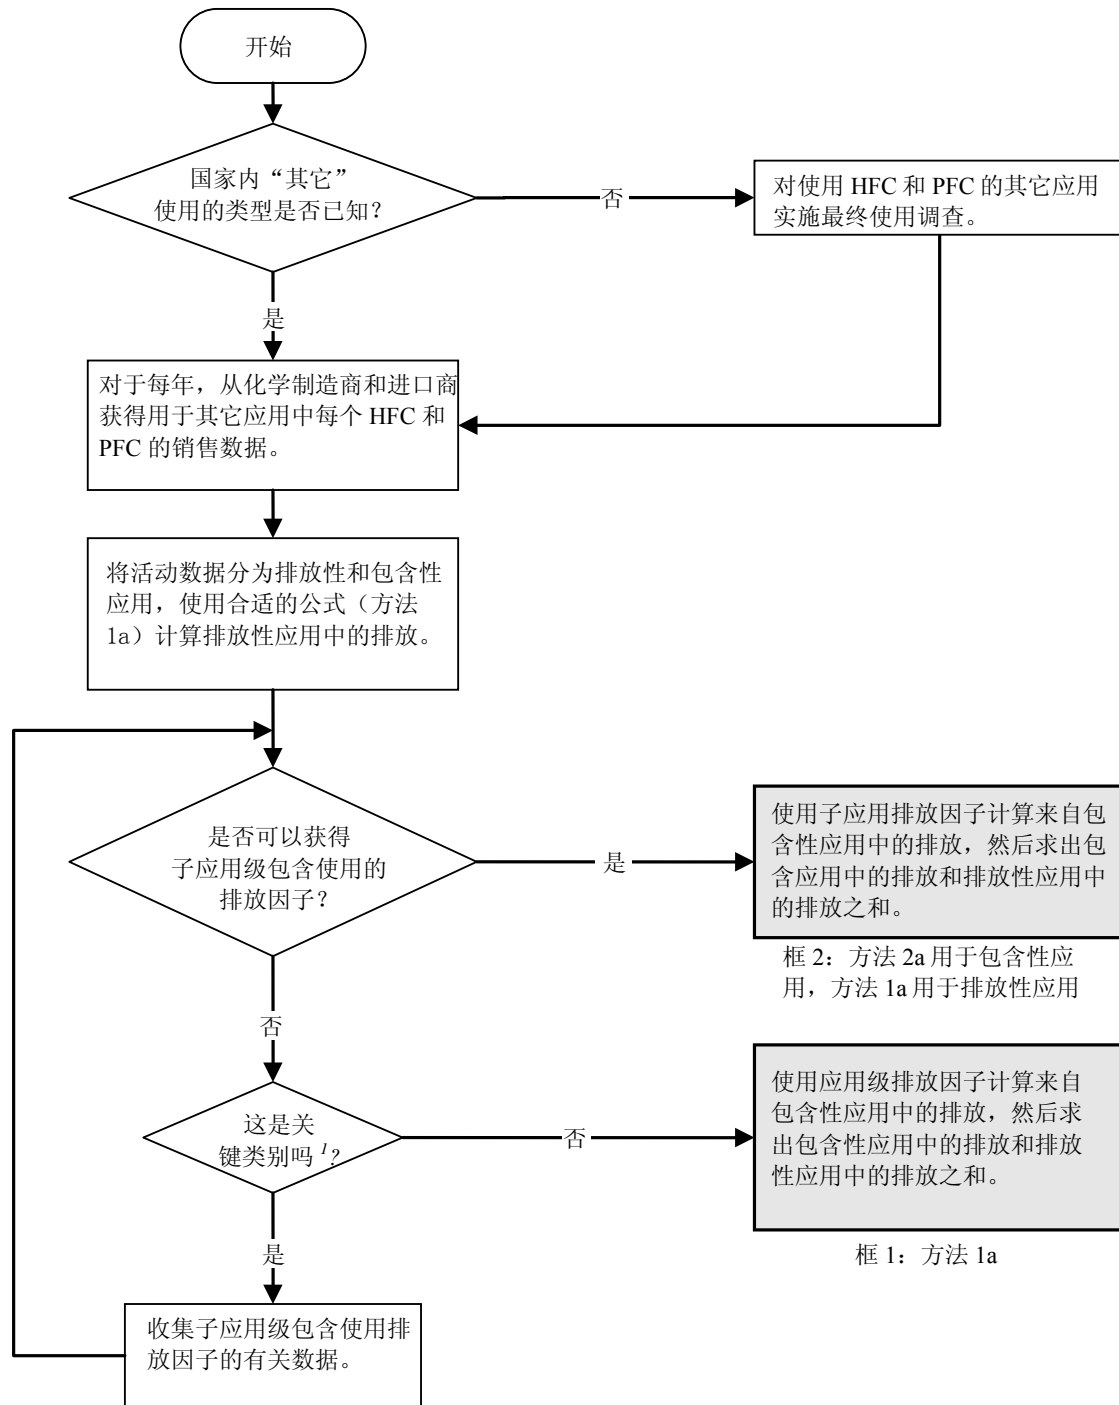 开始
国家内“其它”
使用的类型是否已知？
否
对使用 HFC 和 PFC 的其它应用
实施最终使用调查。
是
对于每年，从化学制造商和进口商
获得用于其它应用中每个 HFC 和
PFC 的销售数据。
将活动数据分为排放性和包含性
应用，使用合适的公式（方法
1a）计算排放性应用中的排放。
是否可以获得
子应用级包含使用的
排放因子？
是
使用子应用排放因子计算来自包
含性应用中的排放，然后求出包
含应用中的排放和排放性应用中
的排放之和。
框 2：方法 2a 用于包含性应
用，方法 1a 用于排放性应用
否
这是关
键类别吗 1？
否
使用应用级排放因子计算来自
包含性应用中的排放，然后求
出包含性应用中的排放和排放
性应用中的排放之和。
框 1：方法 1a
是
收集子应用级包含使用排
放因子的有关数据。